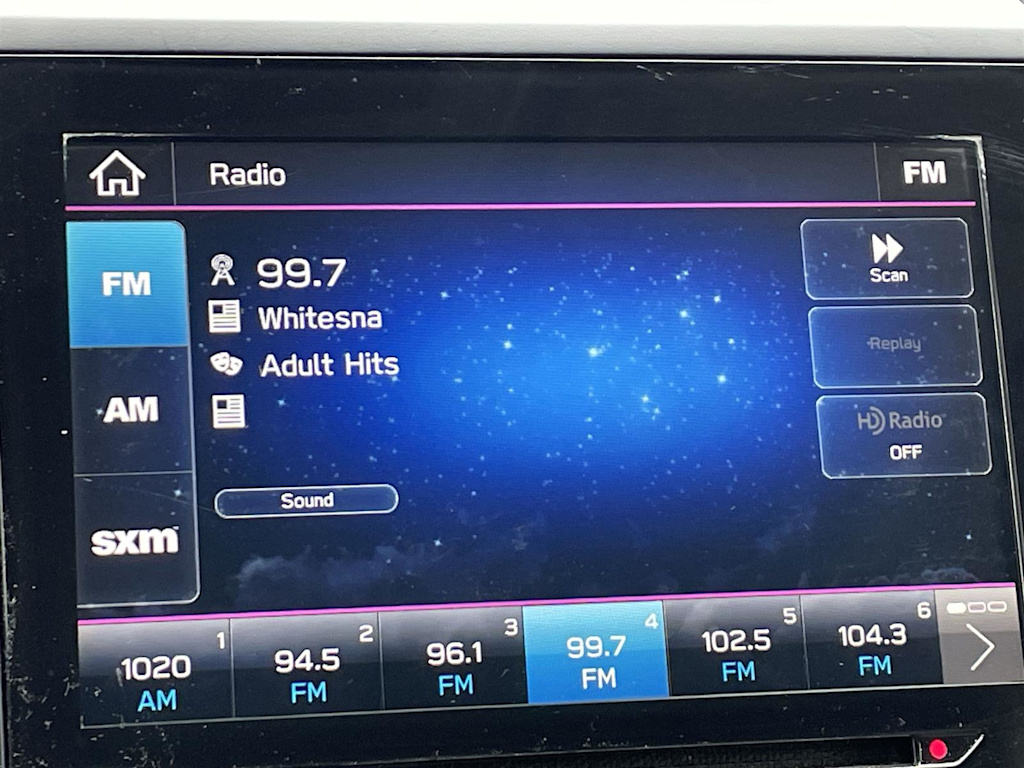 Radio
FM
FM
AM
sxm
99.7
Whitesna
Adult Hits
Sound
Scan
Replay
HD Radio
OFF
1
1020
AM
2
94.5
FM
3
96.1
FM
4
99.7
FM
5
102.5
FM
6
104.3
FM